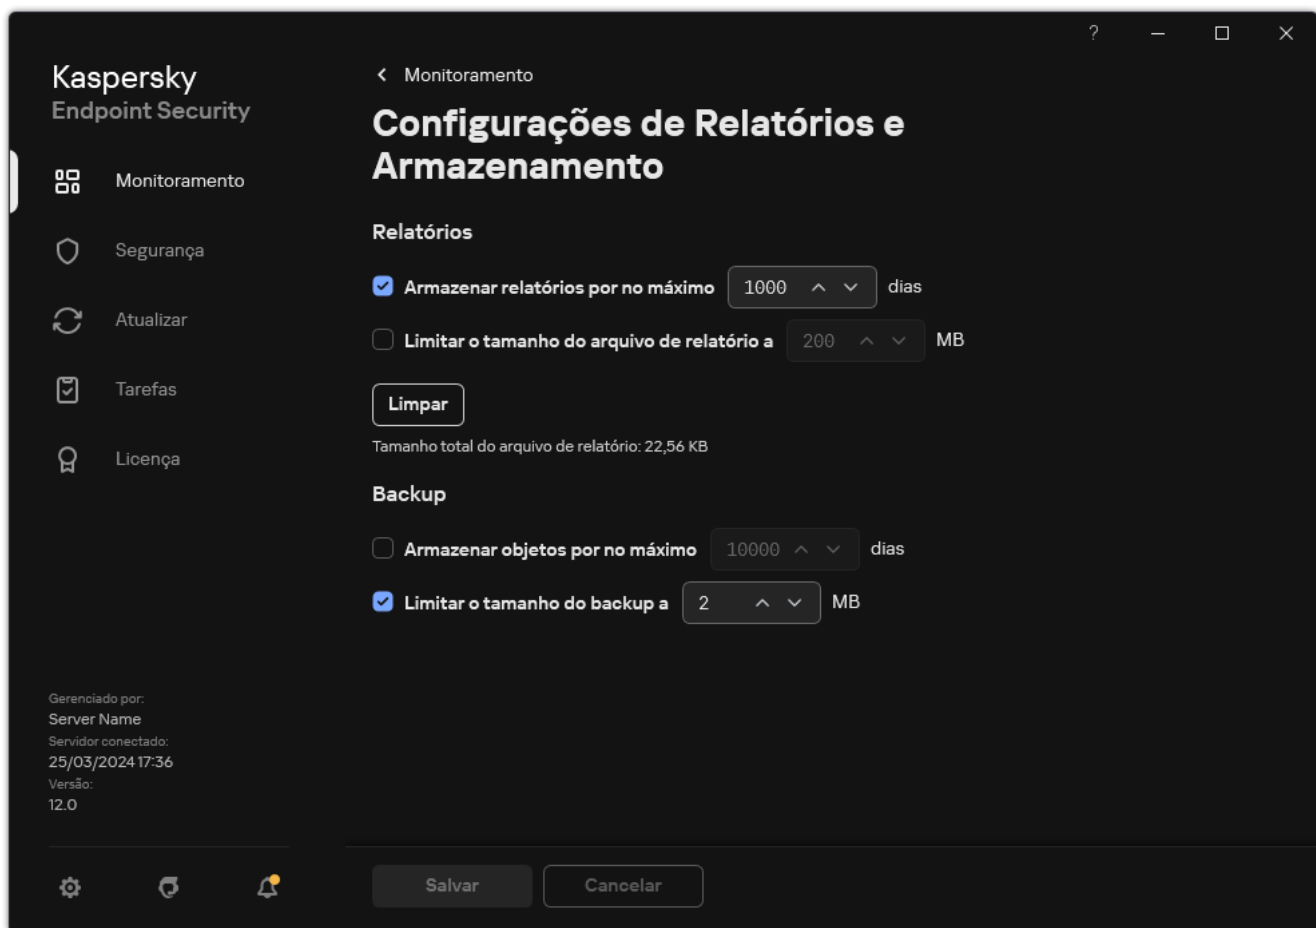 ?
Kaspersky
Endpoint Security
Monitoramento
Segurança
Atualizar
Tarefas
Licença
Gerenciado por:
Server Name
Servidor conectado:
25/03/2024 17:36
Versão:
12.0
Monitoramento
Configurações de Relatórios e
Armazenamento
Relatórios
Armazenar relatórios por no máximo 1000 dias
Limitar o tamanho do arquivo de relatório a 200 MB
Limpar
Tamanho total do arquivo de relatório: 22,56 KB
Backup
Armazenar objetos por no máximo 10000 dias
Limitar o tamanho do backup a 2 MB
Salvar Cancelar